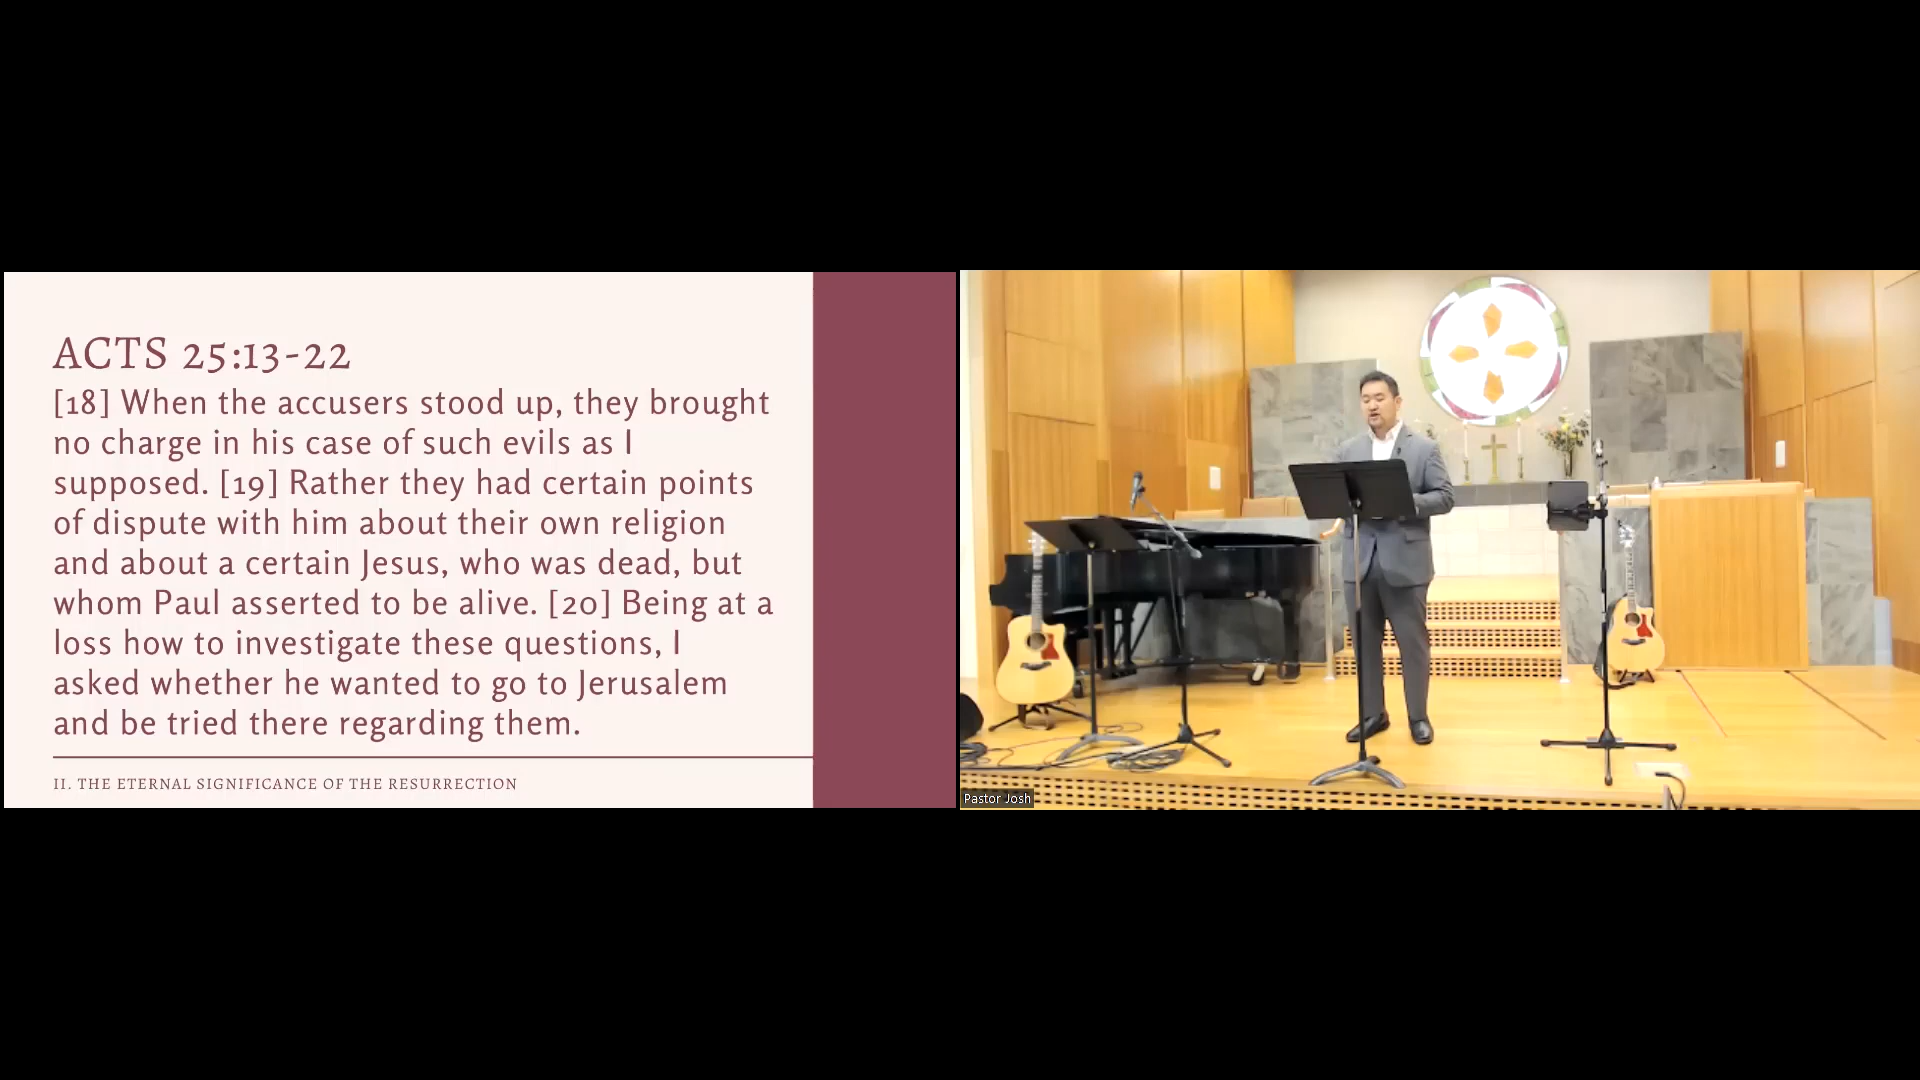 ACTS 25:13-22
[18] When the accusers stood up, they brought
no charge in his case of such evils as I
supposed. [19] Rather they had certain points
of dispute with him about their own religion
and about a certain Jesus, who was dead, but
whom Paul asserted to be alive. [20] Being at a
loss how to investigate these questions, I
asked whether he wanted to go to Jerusalem
and be tried there regarding them.
II. THE ETERNAL SIGNIFICANCE OF THE RESURRECTION
Pastor Josh